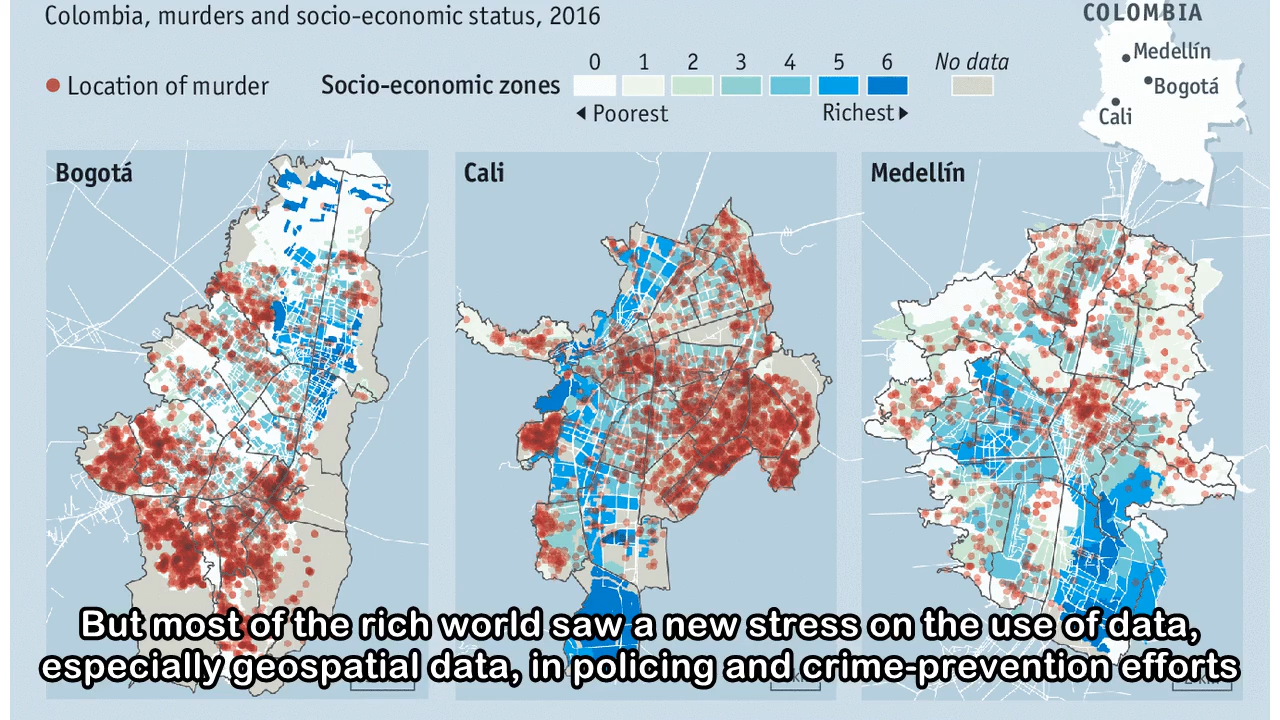 Colombia, murders and socio-economic status, 2016
COLOMBIA
Medellín
Bogotá
Cali
Location of murder
Socio-economic zones
0 1 2 3 4 5 6 No data
Poorest Richest
Bogotá
Cali
Medellín
But most of the rich world saw a new stress on the use of data,
especially geospatial data, in policing and crime-prevention efforts